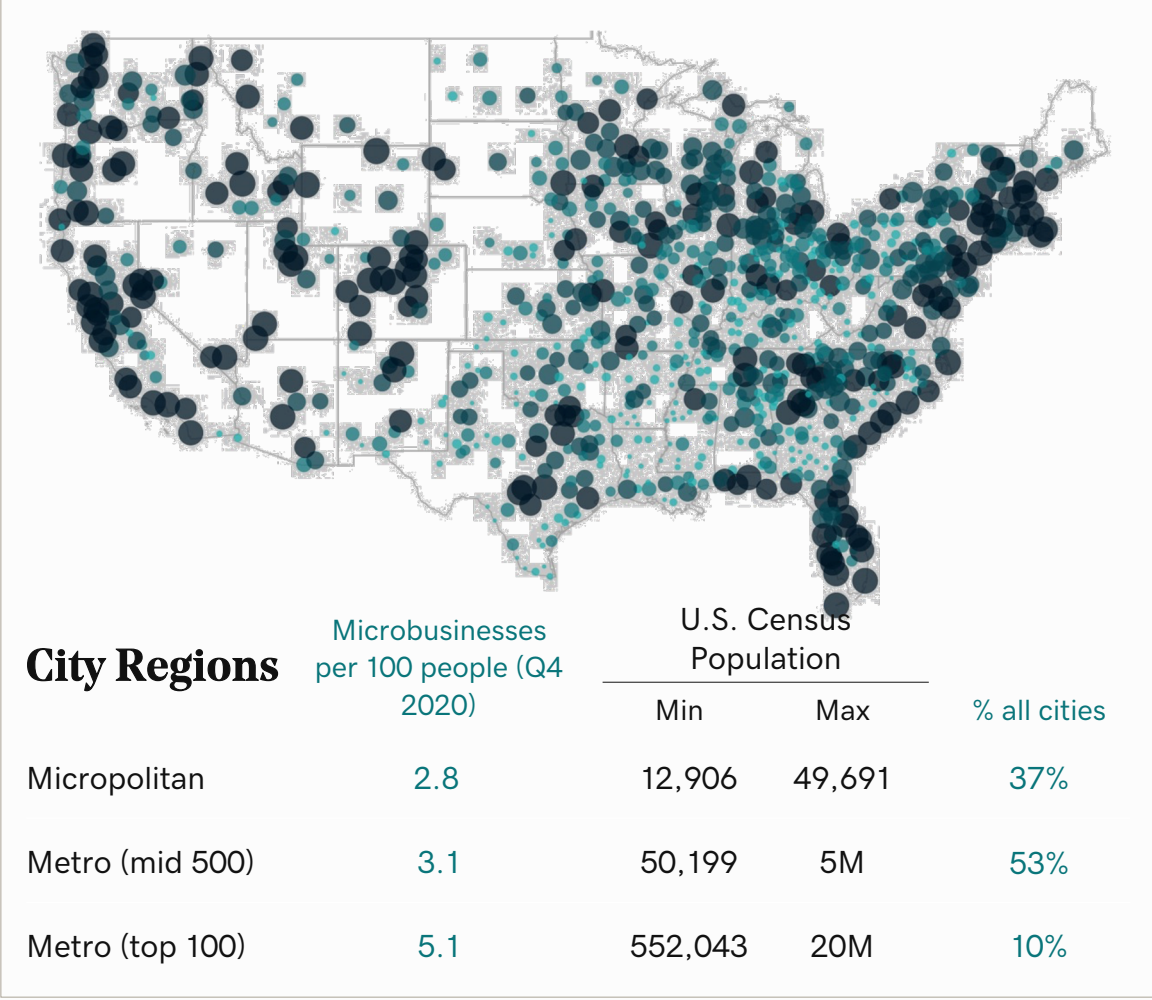 City Regions
Microbusinesses
per 100 people (Q4
2020)
U.S. Census
Population
Min Max % all cities
Micropolitan 2.8 12,906 49,691 37%
Metro (mid 500) 3.1 50,199 5M 53%
Metro (top 100) 5.1 552,043 20M 10%